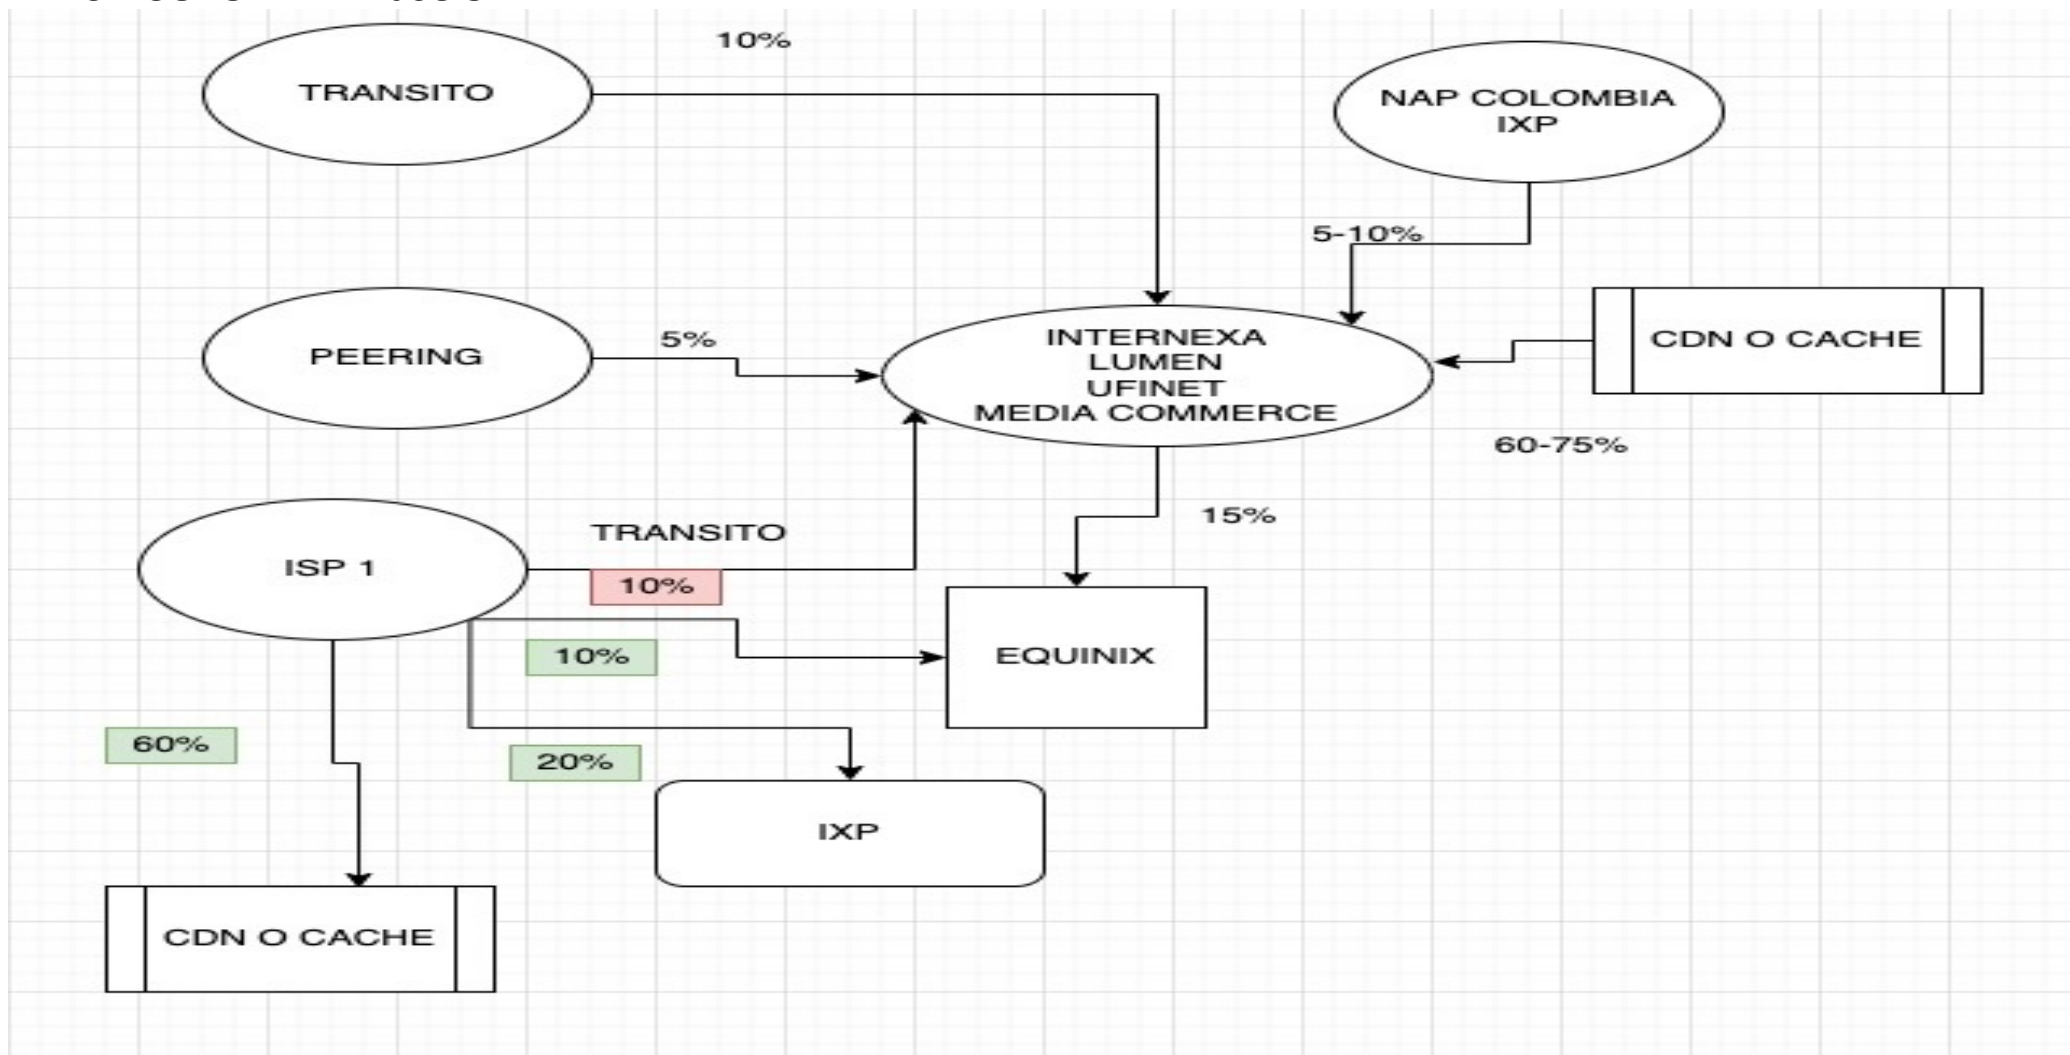 10%
TRANSITO
NAP COLOMBIA
IXP
5-10%
5%
PEERING
INTERNEXA
LUMEN
UFINET
MEDIA COMMERCE
CDN O CACHE
60-75%
15%
TRANSITO
ISP 1
10%
10%
EQUINIX
60%
20%
IXP
CDN O CACHE